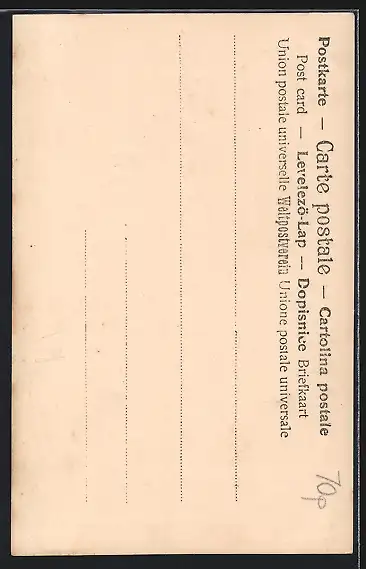 Postkarte — Carte postale — Cartolina postale
Post card — Levelező-Lap — Dopisnice Briefkaart
Union postale universelle Weltpostverein Unione postale universale
70p